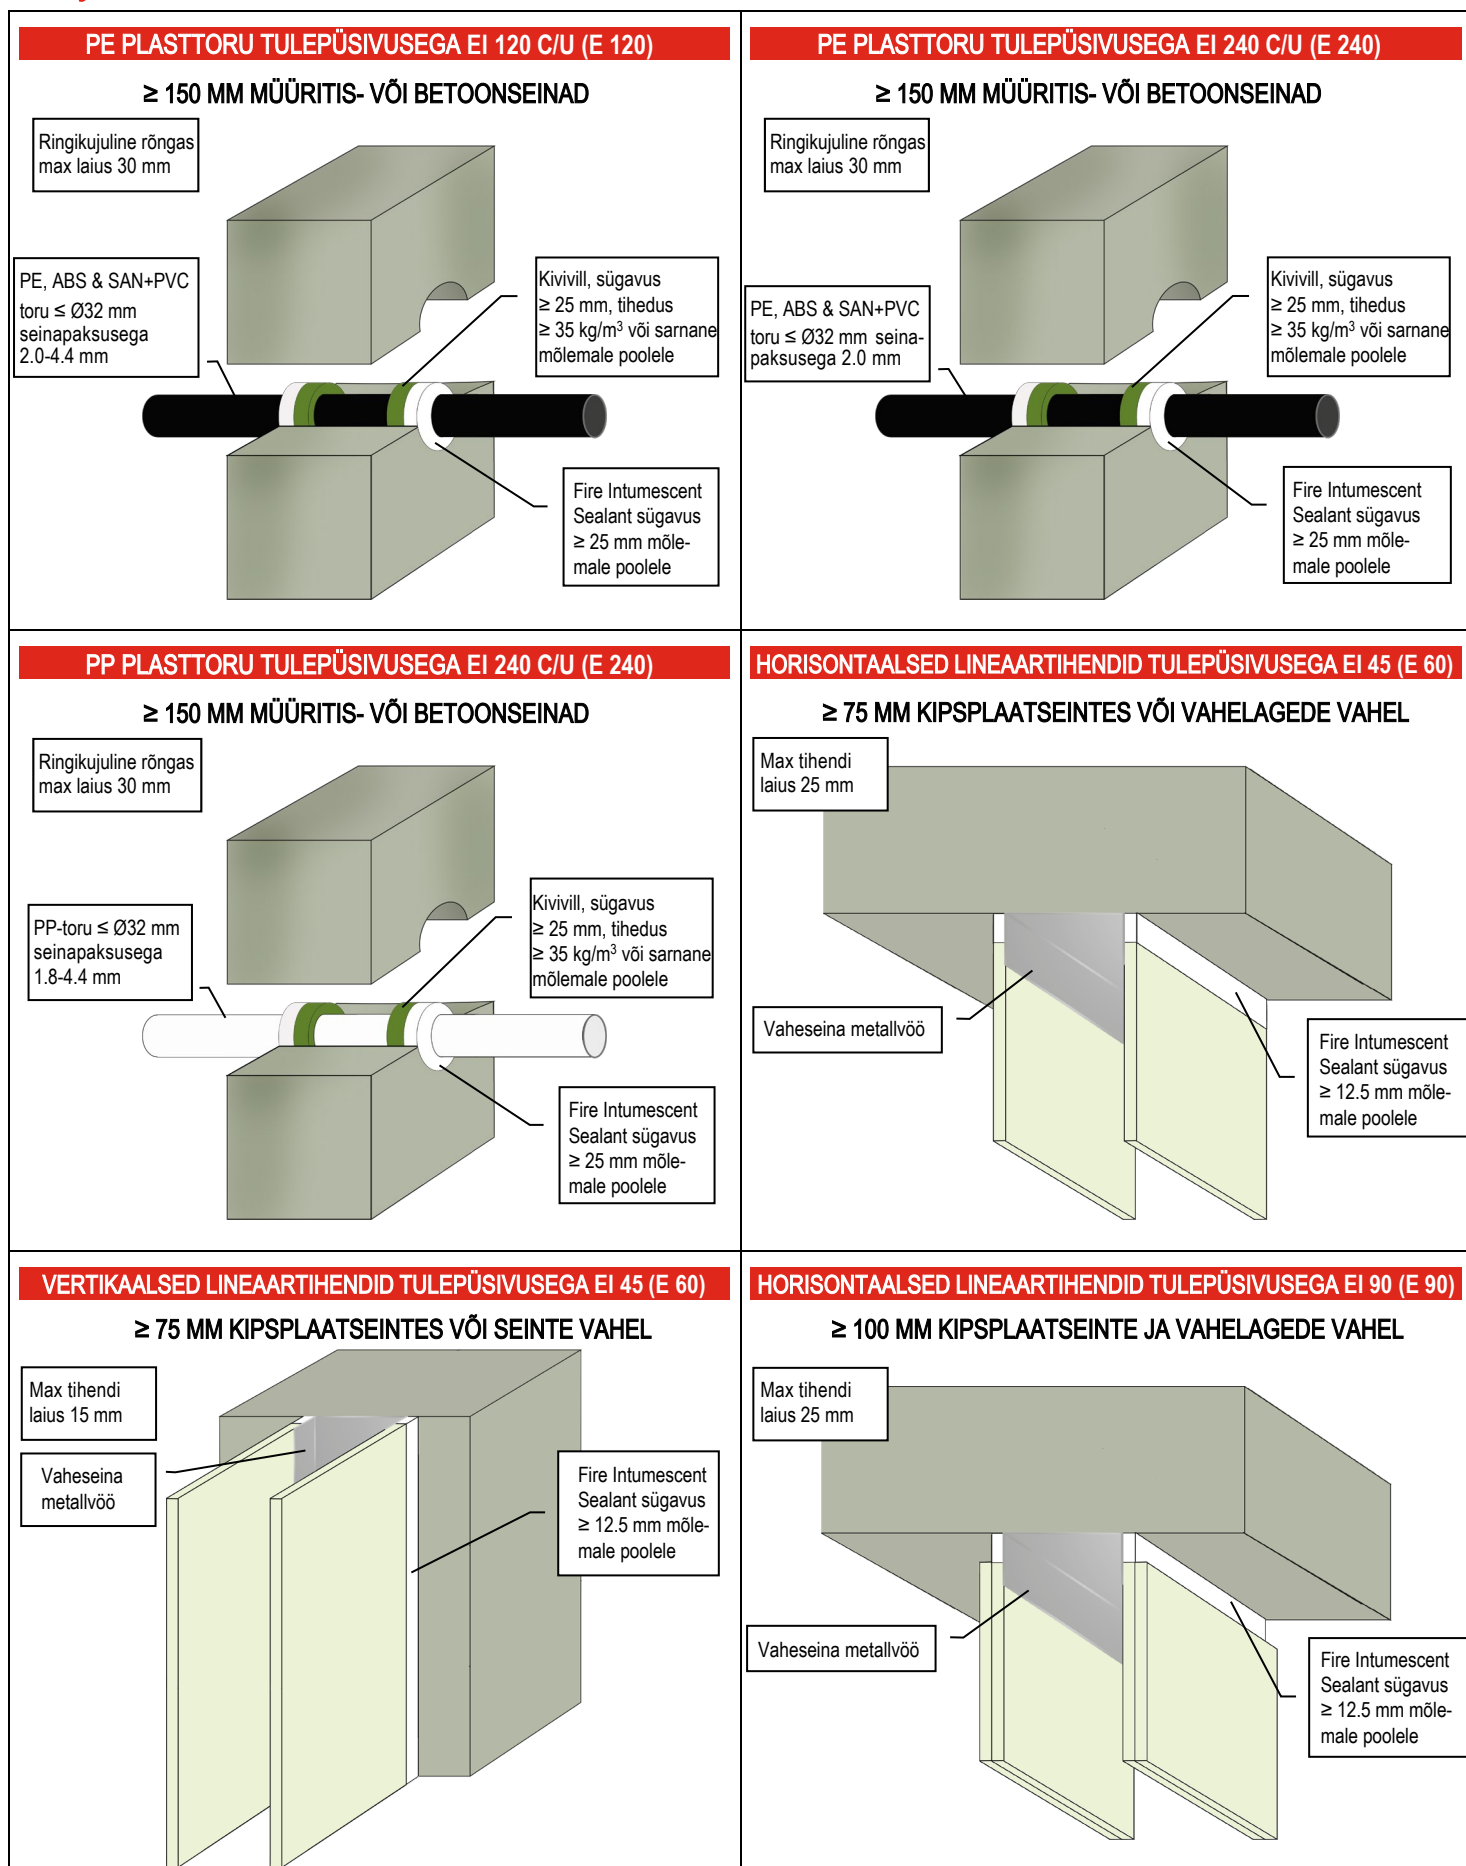 PE PLASTTORU TULEPÜSIVUSEGA EI 120 C/U (E 120)
≥ 150 MM MÜÜRITIS- VÕI BETOONSEINAD
Ringikujuline rõngas
max laius 30 mm
PE, ABS & SAN+PVC
toru ≤ Ø32 mm
seinapaksusega
2.0-4.4 mm
Kivivill, sügavus
≥ 25 mm, tihedus
≥ 35 kg/m³ või sarnane
mõlemale poolele
Fire Intumescent
Sealant sügavus
≥ 25 mm mõle-
male poolele
PE PLASTTORU TULEPÜSIVUSEGA EI 240 C/U (E 240)
≥ 150 MM MÜÜRITIS- VÕI BETOONSEINAD
Ringikujuline rõngas
max laius 30 mm
PE, ABS & SAN+PVC
toru ≤ Ø32 mm seina-
paksusega 2.0 mm
Kivivill, sügavus
≥ 25 mm, tihedus
≥ 35 kg/m³ või sarnane
mõlemale poolele
Fire Intumescent
Sealant sügavus
≥ 25 mm mõle-
male poolele
PP PLASTTORU TULEPÜSIVUSEGA EI 240 C/U (E 240)
≥ 150 MM MÜÜRITIS- VÕI BETOONSEINAD
Ringikujuline rõngas
max laius 30 mm
PP-toru ≤ Ø32 mm
seinapaksusega
1.8-4.4 mm
Kivivill, sügavus
≥ 25 mm, tihedus
≥ 35 kg/m³ või sarnane
mõlemale poolele
Fire Intumescent
Sealant sügavus
≥ 25 mm mõle-
male poolele
HORISONTAALSED LINEAARTIHENDID TULEPÜSIVUSEGA EI 45 (E 60)
≥ 75 MM KIPSPLAATSEINTES VÕI VAHELAGEDE VAHEL
Max tihendi
laius 25 mm
Vaheseina metallvöö
Fire Intumescent
Sealant sügavus
≥ 12.5 mm mõle-
male poolele
VERTIKAALSED LINEAARTIHENDID TULEPÜSIVUSEGA EI 45 (E 60)
≥ 75 MM KIPSPLAATSEINTES VÕI SEINTE VAHEL
Max tihendi
laius 15 mm
Vaheseina
metallvöö
Fire Intumescent
Sealant sügavus
≥ 12.5 mm mõle-
male poolele
HORISONTAALSED LINEAARTIHENDID TULEPÜSIVUSEGA EI 90 (E 90)
≥ 100 MM KIPSPLAATSEINTE JA VAHELAGEDE VAHEL
Max tihendi
laius 25 mm
Vaheseina metallvöö
Fire Intumescent
Sealant sügavus
≥ 12.5 mm mõle-
male poolele